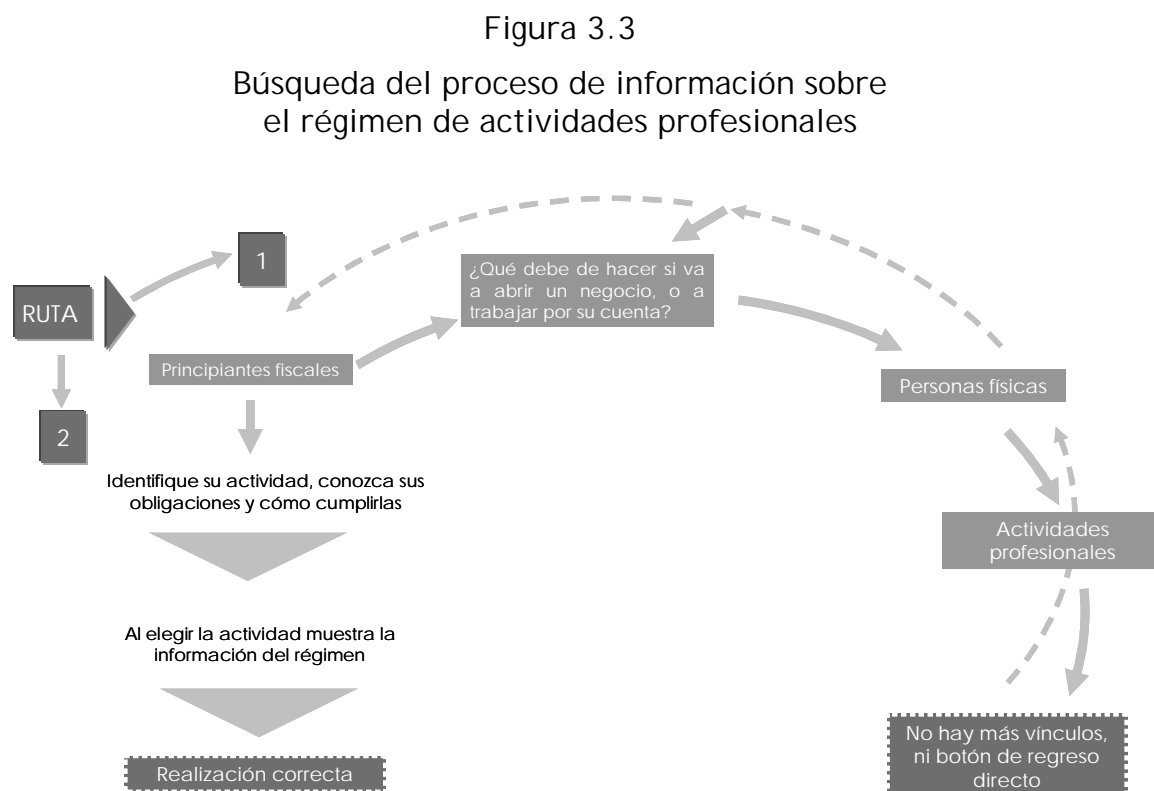 Figura 3.3
Búsqueda del proceso de información sobre
el régimen de actividades profesionales
RUTA
1
2
Principiantes fiscales
¿Qué debe de hacer si va
a abrir un negocio, o a
trabajar por su cuenta?
Personas físicas
Actividades
profesionales
No hay más vínculos,
ni botón de regreso
directo
Identifique su actividad, conozca sus
obligaciones y cómo cumplirlas
Al elegir la actividad muestra la
información del régimen
Realización correcta